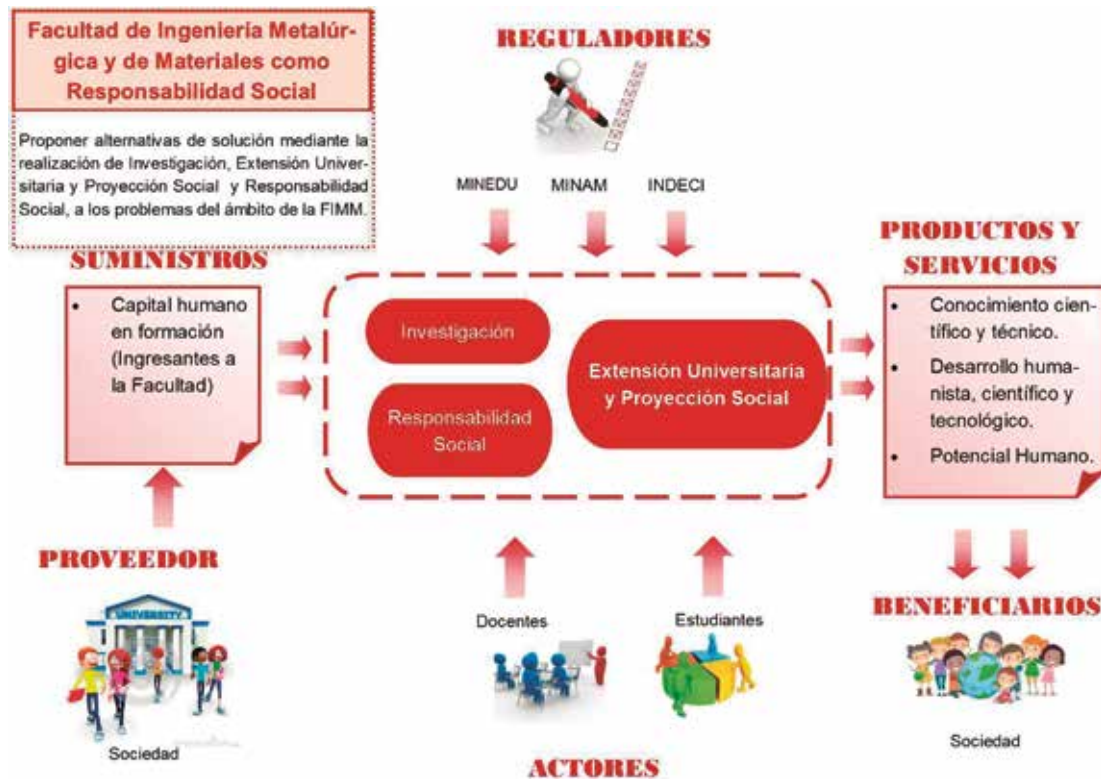 Facultad de Ingeniería Metalúr-
gica y de Materiales como
Responsabilidad Social
Proponer alternativas de solución mediante la
realización de Investigación, Extensión Univer-
sitaria y Proyección Social y Responsabilidad
Social, a los problemas del ámbito de la FIMM.
REGULADORES
MINEDU MINAM INDECI
SUMINISTROS
• Capital humano
en formación
(Ingresantes a
la Facultad)
Investigación
Responsabilidad
Social
Extensión Universitaria
y Proyección Social
PRODUCTOS Y
SERVICIOS
• Conocimiento cien-
tífico y técnico.
• Desarrollo huma-
nista, científico y
tecnológico.
• Potencial Humano.
PROVEEDOR
UNIVERSITY
Sociedad
Docentes
Estudiantes
ACTORES
BENEFICIARIOS
Sociedad